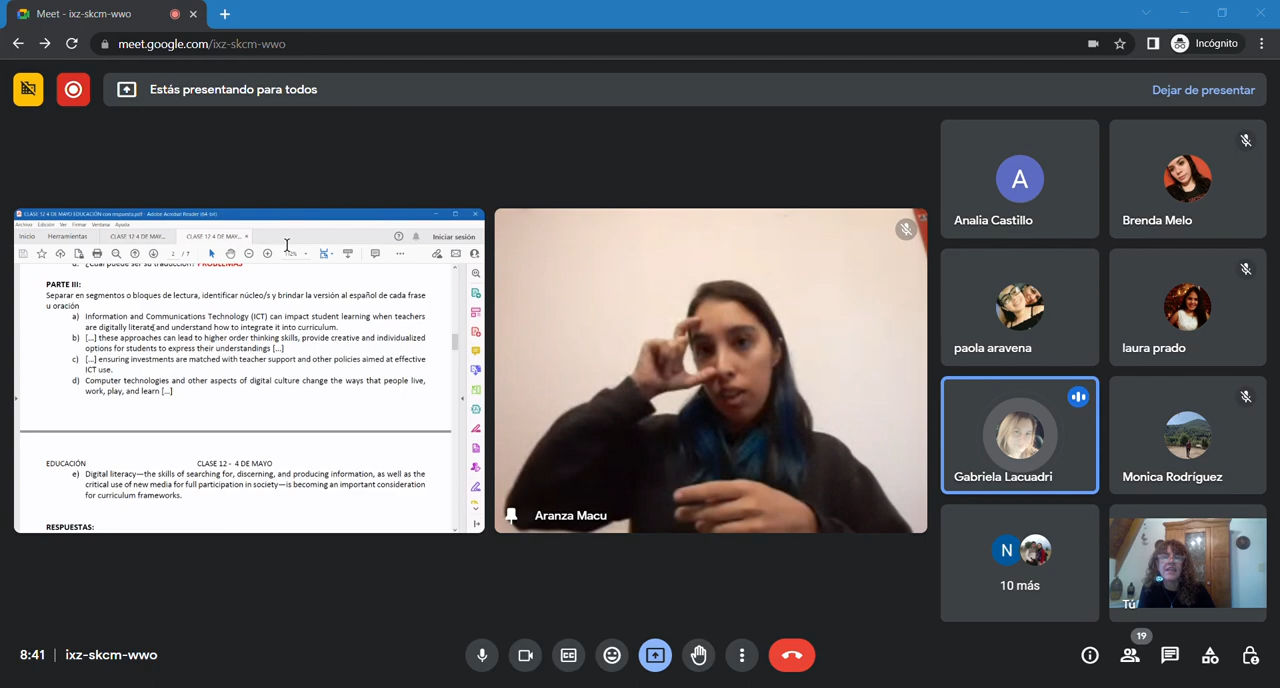 Meet - ixz-skcm-wwo
meet.google.com/ixz-skcm-wwo
Incógnito
Estás presentando para todos
Dejar de presentar
CLASE 12 4 DE MAYO EDUCACIÓN con respuesta.pdf - Adobe Acrobat Reader (64-bit)
Archivo Edición Ver Firmar Ventana Ayuda
Inicio Herramientas CLASE 12 4 DE MAY... CLASE 12 4 DE MAY... Iniciar sesión
2 / 7
d. ¿Cuál puede ser su traducción? PROBLEMAS
PARTE III:
Separar en segmentos o bloques de lectura, identificar núcleo/s y brindar la versión al español de cada frase
u oración
a) Information and Communications Technology (ICT) can impact student learning when teachers
are digitally literate and understand how to integrate it into curriculum.
b) [...] these approaches can lead to higher order thinking skills, provide creative and individualized
options for students to express their understandings [...]
c) [...] ensuring investments are matched with teacher support and other policies aimed at effective
ICT use.
d) Computer technologies and other aspects of digital culture change the ways that people live,
work, play, and learn [...]
EDUCACIÓN CLASE 12 - 4 DE MAYO
e) Digital literacy—the skills of searching for, discerning, and producing information, as well as the
critical use of new media for full participation in society—is becoming an important consideration
for curriculum frameworks.
RESPUESTAS:
Aranza Macu
A
Analia Castillo
Brenda Melo
paola aravena
laura prado
Gabriela Lacuadri
Monica Rodríguez
N
10 más
Tú
8:41 | ixz-skcm-wwo
19